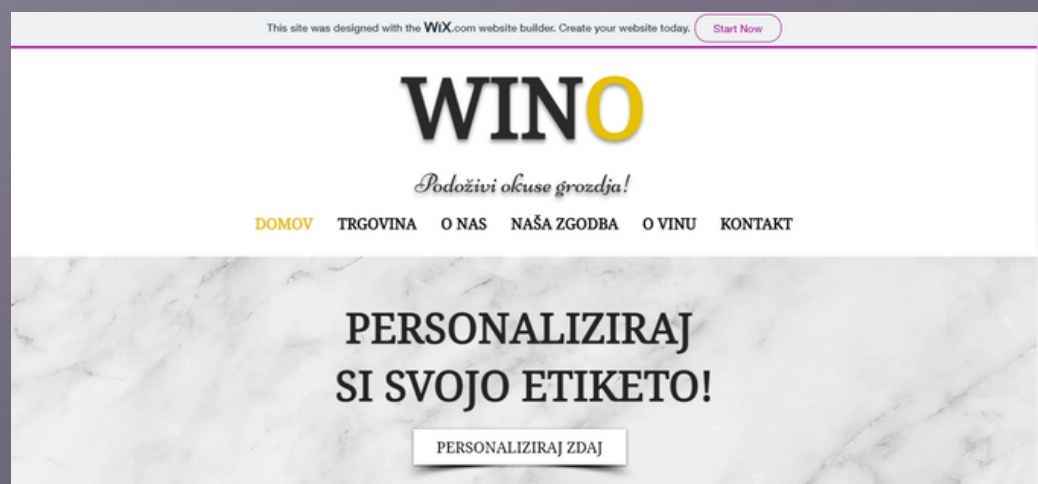 This site was designed with the WiX.com website builder. Create your website today. Start Now
WINO
Podoživi okuse grozdja!
DOMOV TRGOVINA O NAS NAŠA ZGODBA O VINU KONTAKT
PERSONALIZIRAJ
SI SVOJO ETIKETO!
PERSONALIZIRAJ ZDAJ